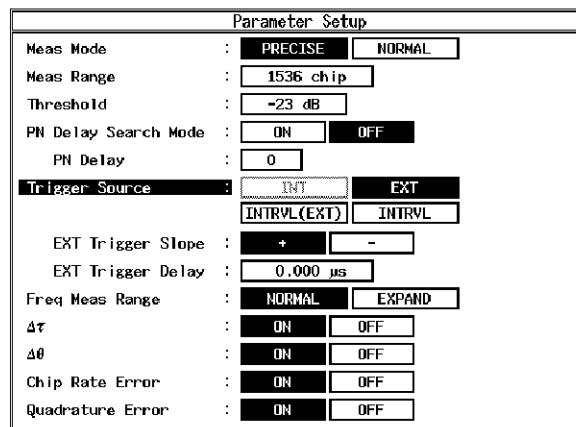 Parameter Setup
Meas Mode : PRECISE NORMAL
Meas Range : 1536 chip
Threshold : -23 dB
PN Delay Search Mode : ON OFF
PN Delay : 0
Trigger Source : INT EXT
INTRVL(EXT) INTRVL
EXT Trigger Slope : + -
EXT Trigger Delay : 0.000 μs
Freq Meas Range : NORMAL EXPAND
Δτ : ON OFF
Δθ : ON OFF
Chip Rate Error : ON OFF
Quadrature Error : ON OFF